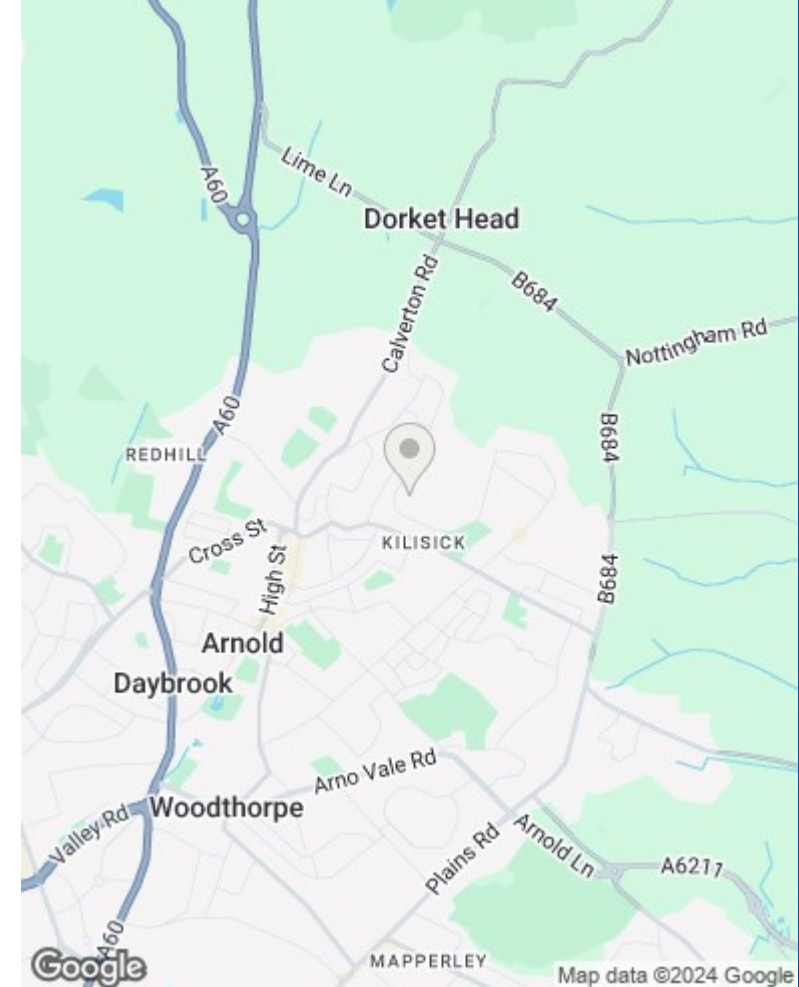 A60
Lime Ln
Dorket Head
Calverton Rd
B684
Nottingham Rd
A60
B684
REDHILL
Cross St
High St
KILISICK
B684
Arnold
Daybrook
Arno Vale Rd
Woodthorpe
Valley Rd
Plains Rd
Arnold Ln
A6211
A60
MAPPERLEY
Google
Map data ©2024 Google